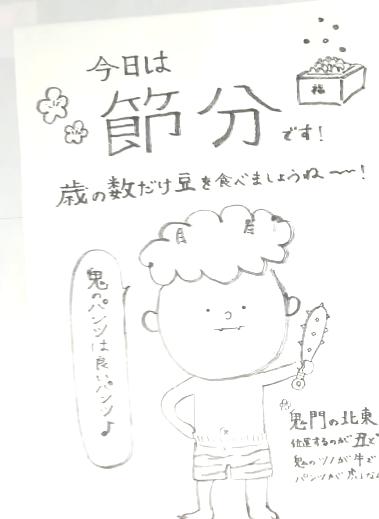 今日は
節分です!
福
歳の数だけ豆を食べましょうね〜〜!
鬼のパンツは良いパンツ♪
鬼門の北東
位置するのが丑と
鬼のツノが牛で
パンツが虎